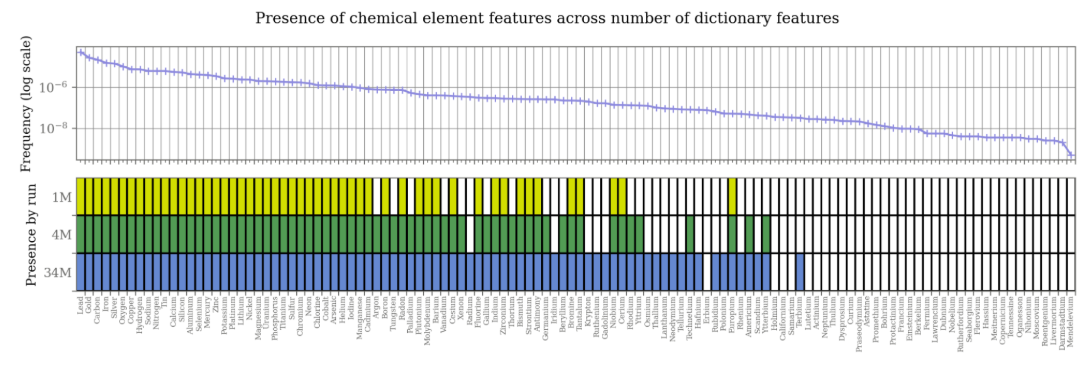 Presence of chemical element features across number of dictionary features
Frequency (log scale)
10⁻⁶
10⁻⁸
Presence by run
1M
4M
34M
Lead
Gold
Carbon
Iron
Silver
Oxygen
Copper
Hydrogen
Sodium
Nitrogen
Tin
Calcium
Silicon
Aluminum
Selenium
Mercury
Zinc
Potassium
Platinum
Lithium
Nickel
Magnesium
Uranium
Phosphorus
Titanium
Sulfur
Chromium
Neon
Chlorine
Cobalt
Arsenic
Helium
Iodine
Manganese
Cadmium
Argon
Boron
Tungsten
Radon
Palladium
Plutonium
Molybdenum
Barium
Vanadium
Cesium
Xenon
Radium
Fluorine
Gallium
Indium
Zirconium
Thorium
Bismuth
Strontium
Antimony
Germanium
Iridium
Beryllium
Bromine
Tantalum
Krypton
Ruthenium
Gadolinium
Niobium
Cerium
Rhodium
Yttrium
Osmium
Thallium
Lanthanum
Neodymium
Tellurium
Technetium
Hafnium
Erbium
Rubidium
Polonium
Europium
Rhenium
Americium
Scandium
Ytterbium
Holmium
Californium
Samarium
Terbium
Lutetium
Actinium
Neptunium
Thulium
Dysprosium
Curium
Praseodymium
Astatine
Promethium
Bohrium
Protactinium
Francium
Einsteinium
Berkelium
Fermium
Lawrencium
Dubnium
Nobelium
Rutherfordium
Seaborgium
Flerovium
Hassium
Meitnerium
Copernicium
Tennessine
Oganesson
Nihonium
Moscovium
Roentgenium
Livermorium
Darmstadtium
Mendelevium